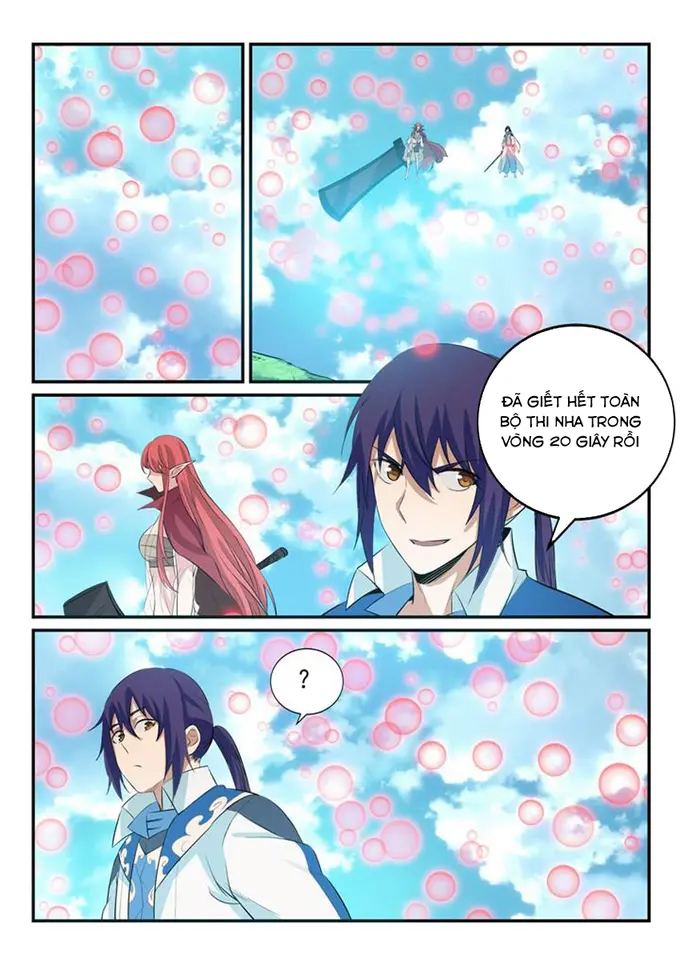 ĐÃ GIẾT HẾT TOÀN
BỘ THI NHA TRONG
VÒNG 20 GIÂY RỒI
?